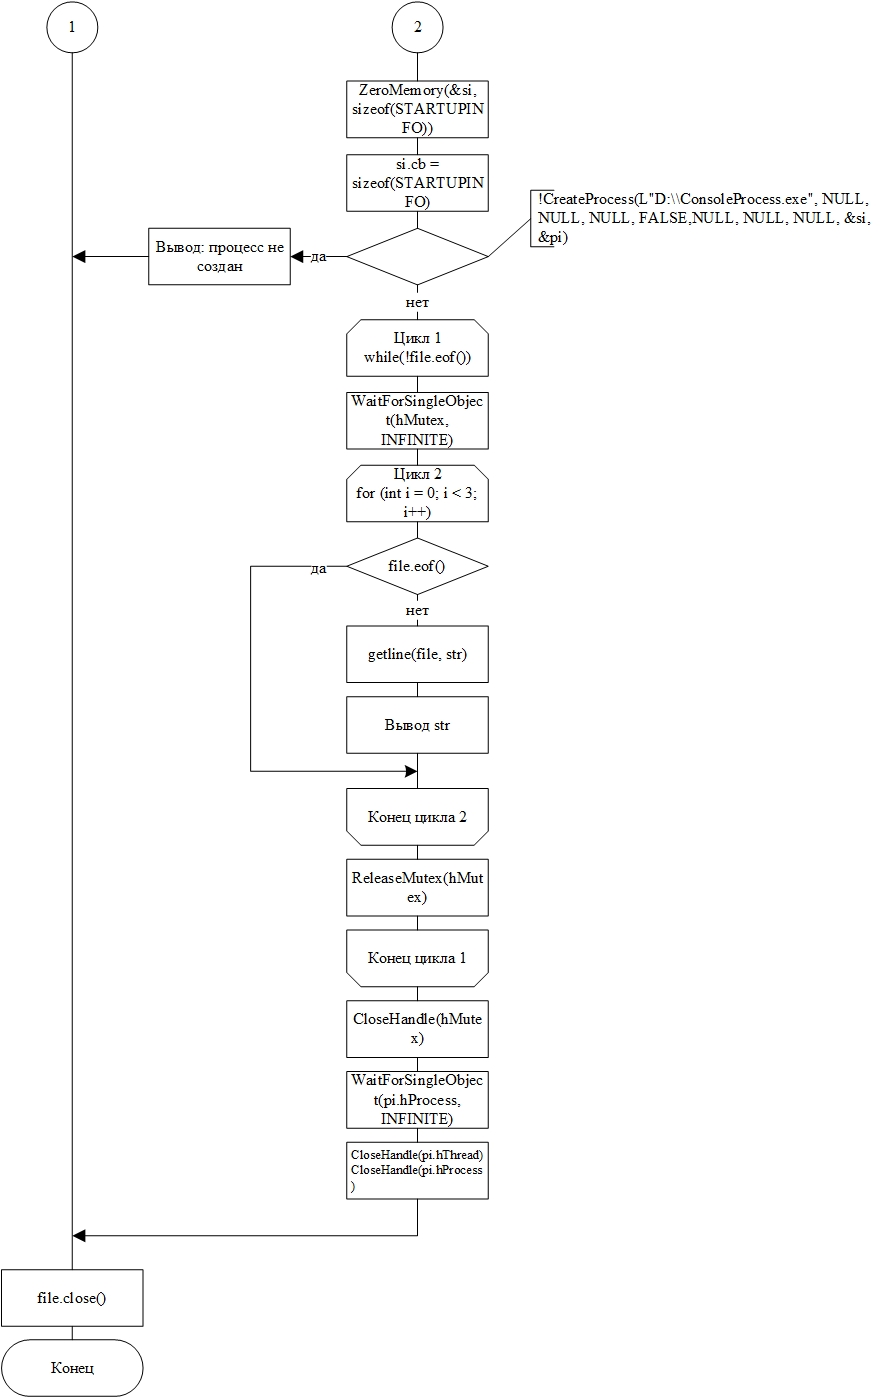 1
2
ZeroMemory(&si,
sizeof(STARTUPIN
FO))
si.cb =
sizeof(STARTUPIN
FO)
!CreateProcess(L"D:\\ConsoleProcess.exe", NULL,
NULL, NULL, FALSE,NULL, NULL, NULL, &si,
&pi)
Вывод: процесс не
создан
да
нет
Цикл 1
while(!file.eof())
WaitForSingleObjec
t(hMutex,
INFINITE)
Цикл 2
for (int i = 0; i < 3;
i++)
да
file.eof()
нет
getline(file, str)
Вывод str
Конец цикла 2
ReleaseMutex(hMut
ex)
Конец цикла 1
CloseHandle(hMute
x)
WaitForSingleObjec
t(pi.hProcess,
INFINITE)
CloseHandle(pi.hThread)
CloseHandle(pi.hProcess
)
file.close()
Конец